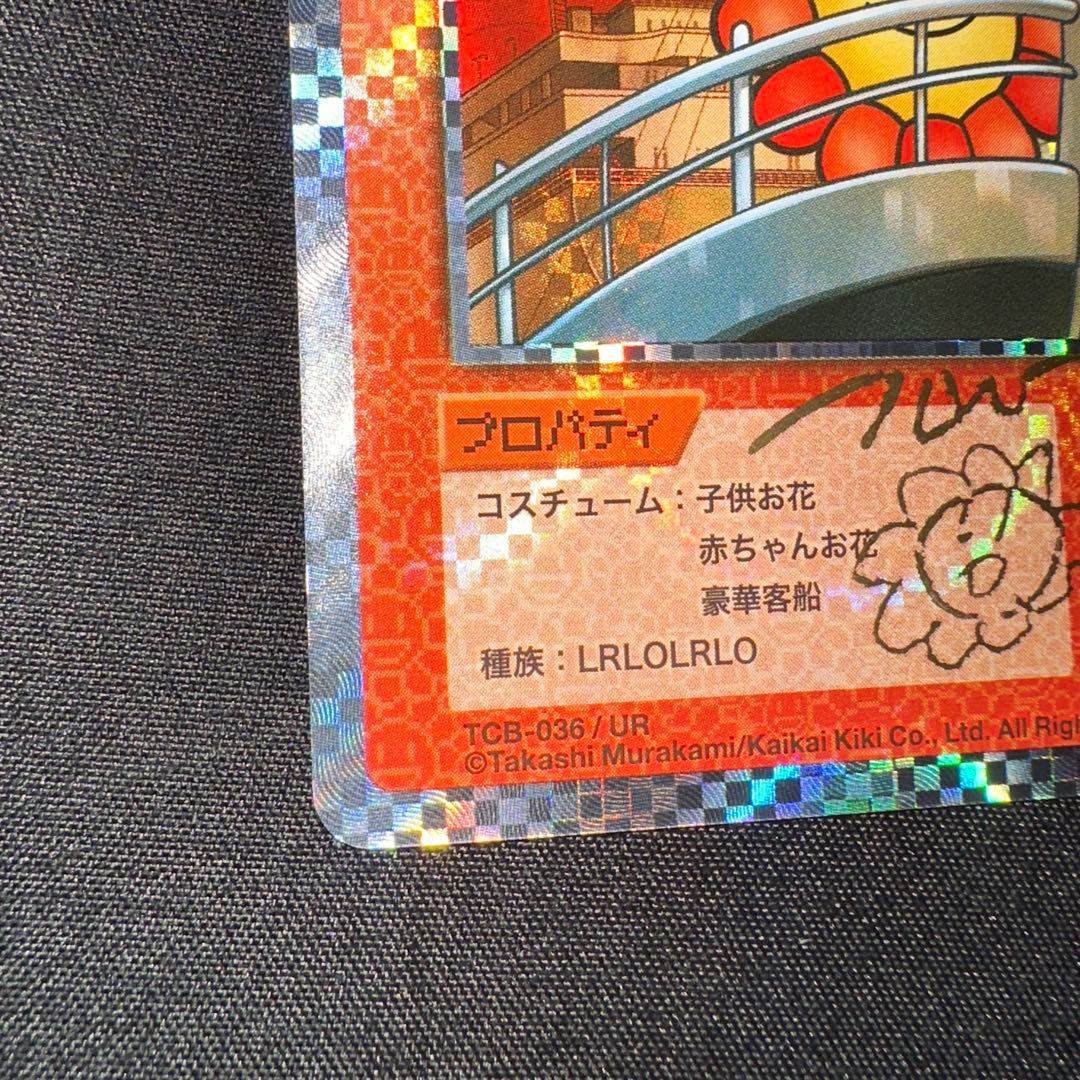 プロパティ
コスチューム：子供お花
赤ちゃんお花
豪華客船
種族：LRLOLRLO
TCB-036 / UR
©Takashi Murakami/Kaikai Kiki Co., Ltd. All Righ